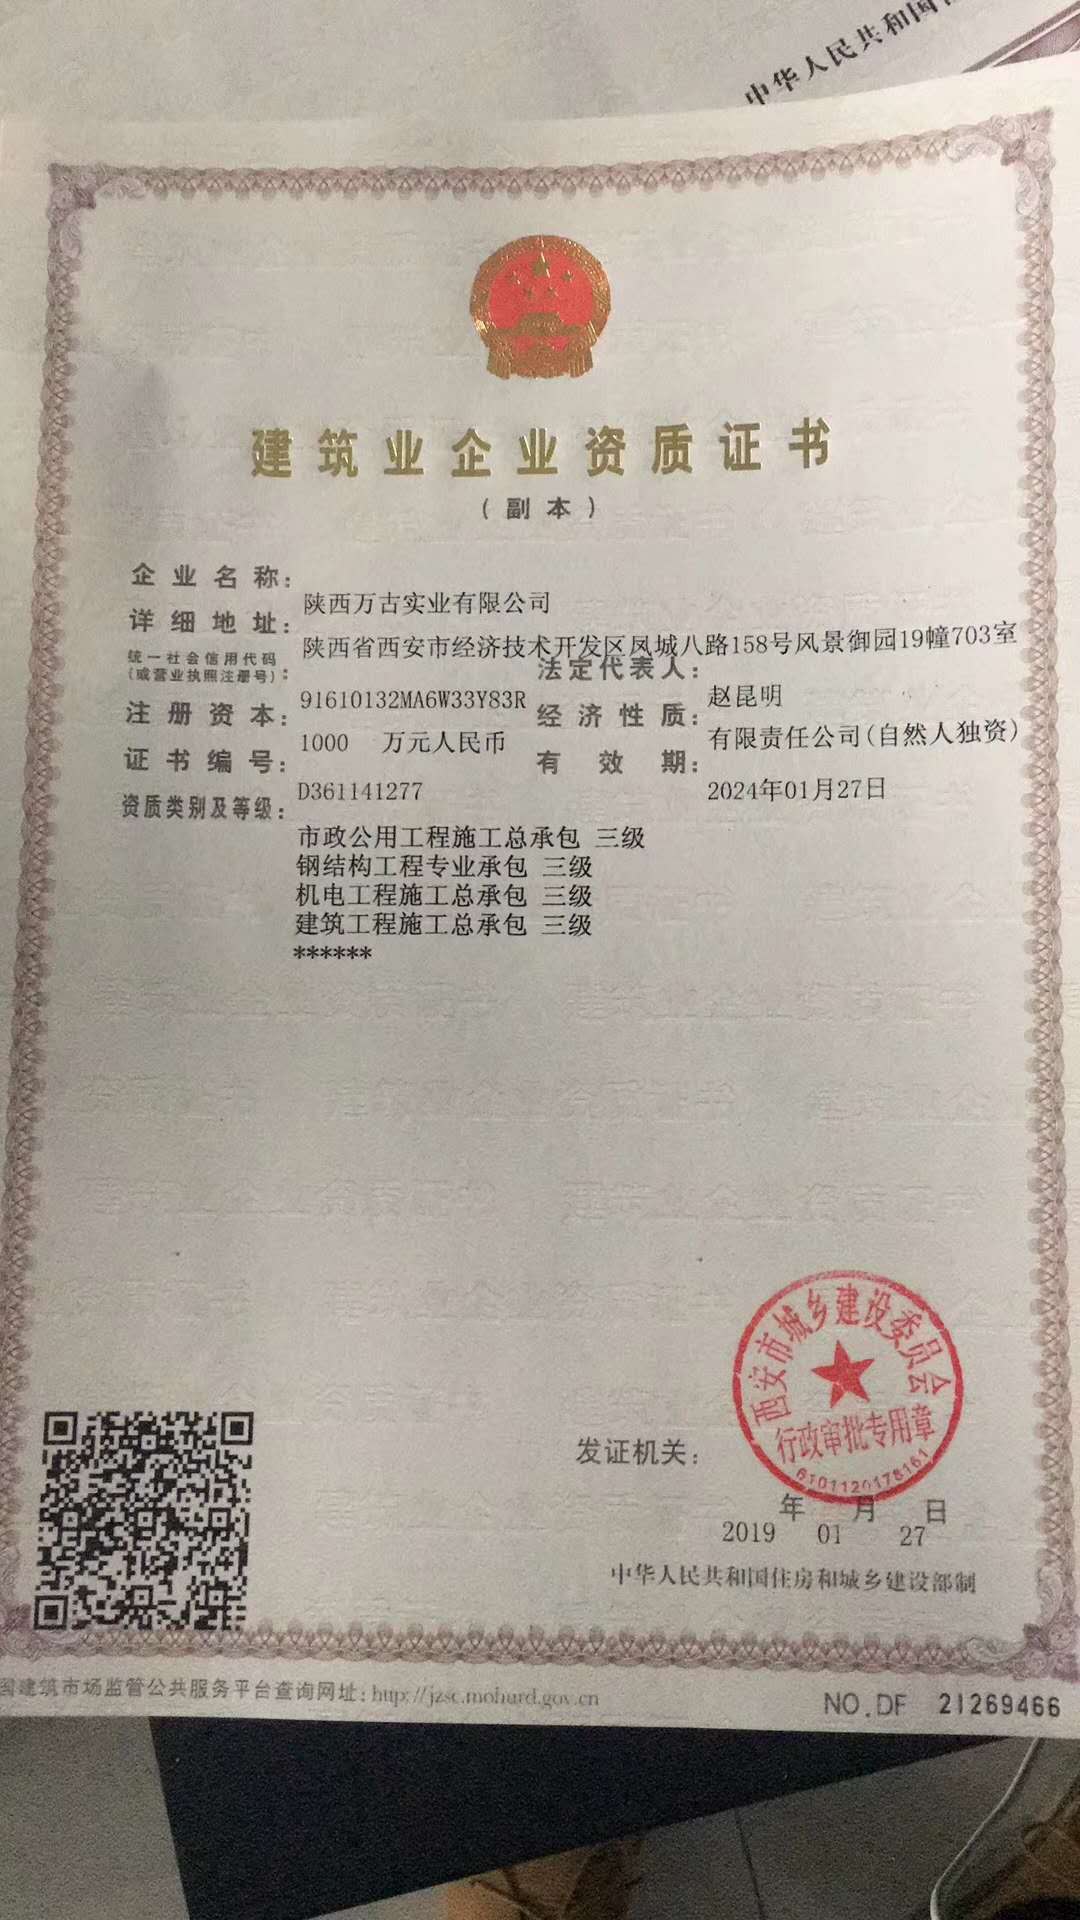 中华人民共和国
建筑业企业资质证书
（副本）
企业名称：
陕西万古实业有限公司
详细地址：
陕西省西安市经济技术开发区凤城八路158号风景御园19幢703室
统一社会信用代码
（或营业执照注册号）：
91610132MA6W33Y83R
法定代表人：
赵昆明
注册资本：
1000 万元人民币
经济性质：
有限责任公司(自然人独资)
证书编号：
D361141277
有效期：
2024年01月27日
资质类别及等级：
市政公用工程施工总承包 三级
钢结构工程专业承包 三级
机电工程施工总承包 三级
建筑工程施工总承包 三级
******
西安市城乡建设委员会
行政审批专用章
6101120178161
发证机关：
年 月 日
2019 01 27
中华人民共和国住房和城乡建设部制
国建筑市场监管公共服务平台查询网址：http://jzsc.mohurd.gov.cn
NO.DF 21269466